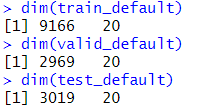 > dim(train_default)
[1] 9166 20
> dim(valid_default)
[1] 2969 20
> dim(test_default)
[1] 3019 20